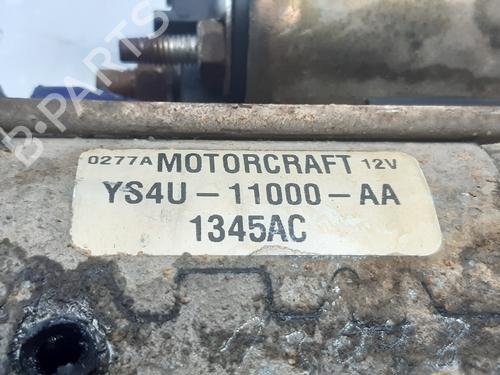 B-PARTS
0277A MOTORCRAFT 12V
YS4U-11000-AA
1345AC